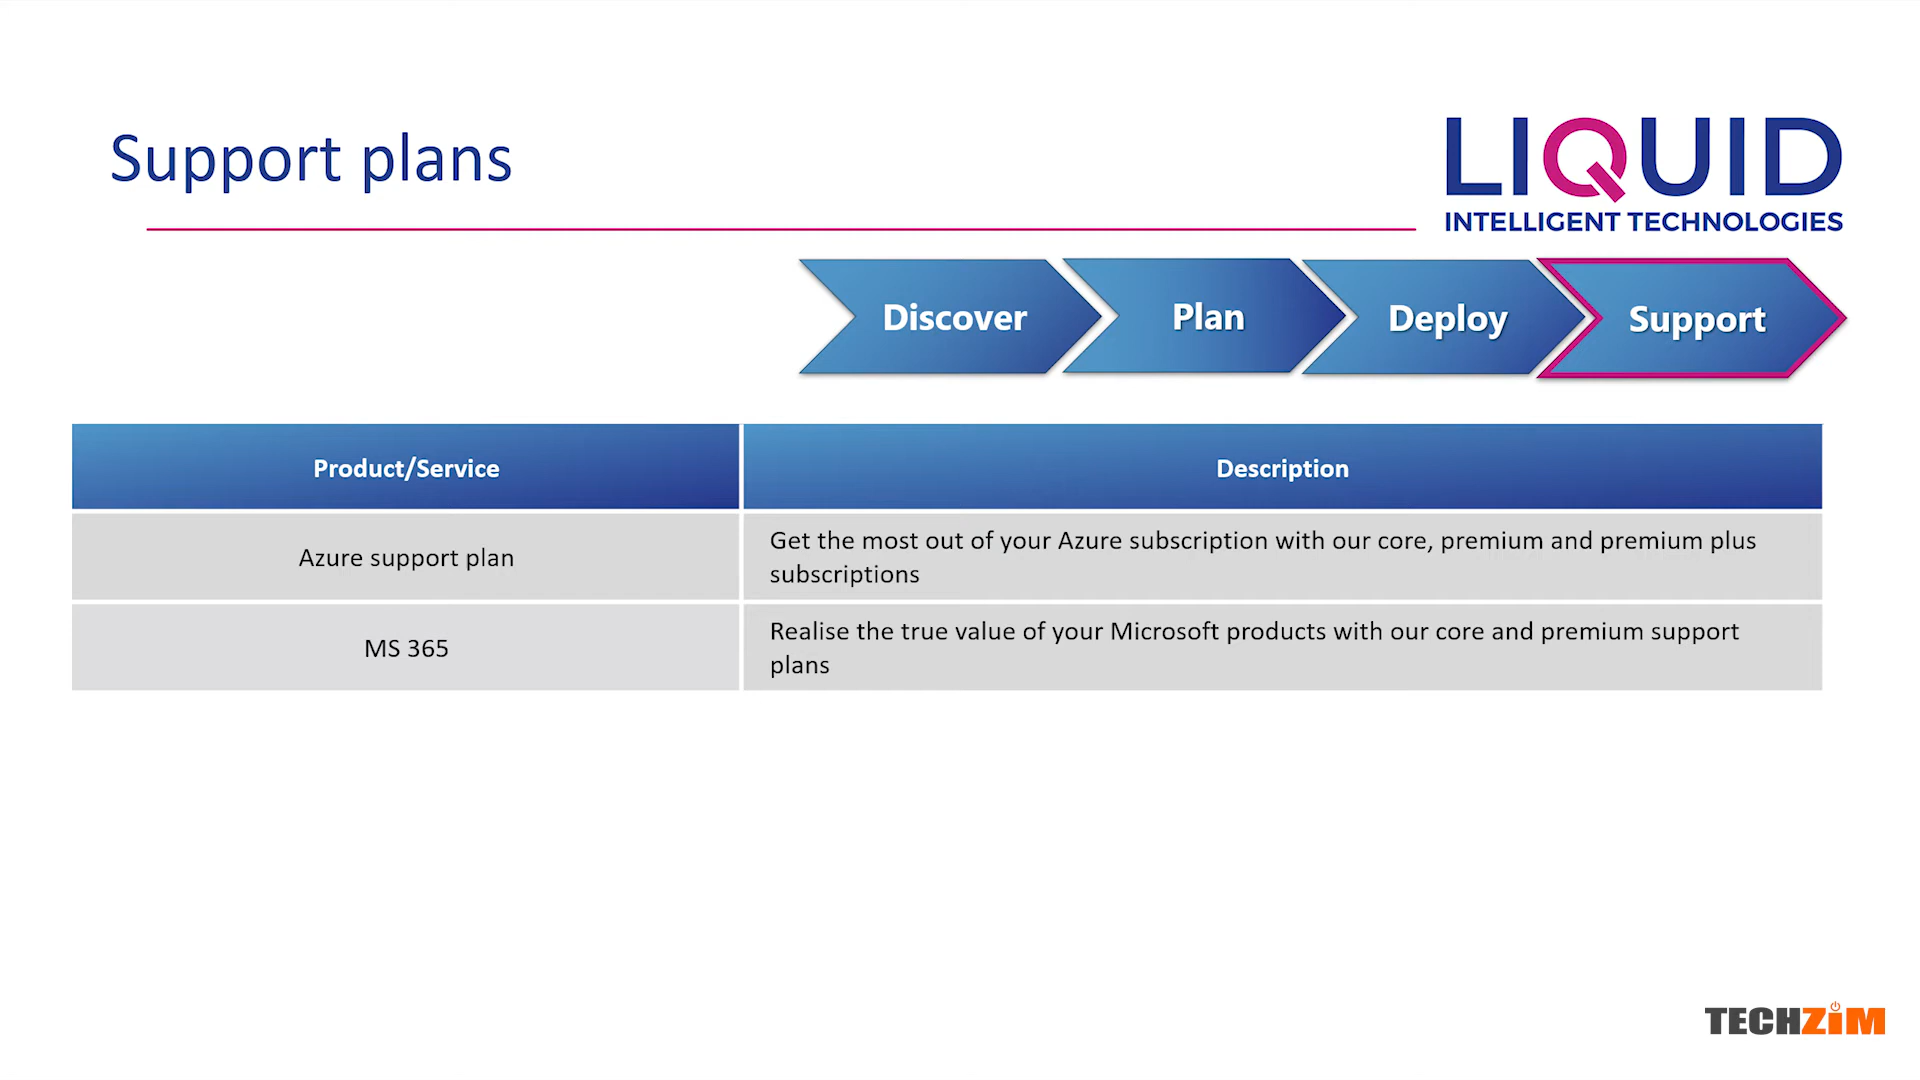 Support plans
LIQUID
INTELLIGENT TECHNOLOGIES
Discover
Plan
Deploy
Support
Product/Service
Description
Azure support plan
Get the most out of your Azure subscription with our core, premium and premium plus
subscriptions
MS 365
Realise the true value of your Microsoft products with our core and premium support
plans
TECHZiM